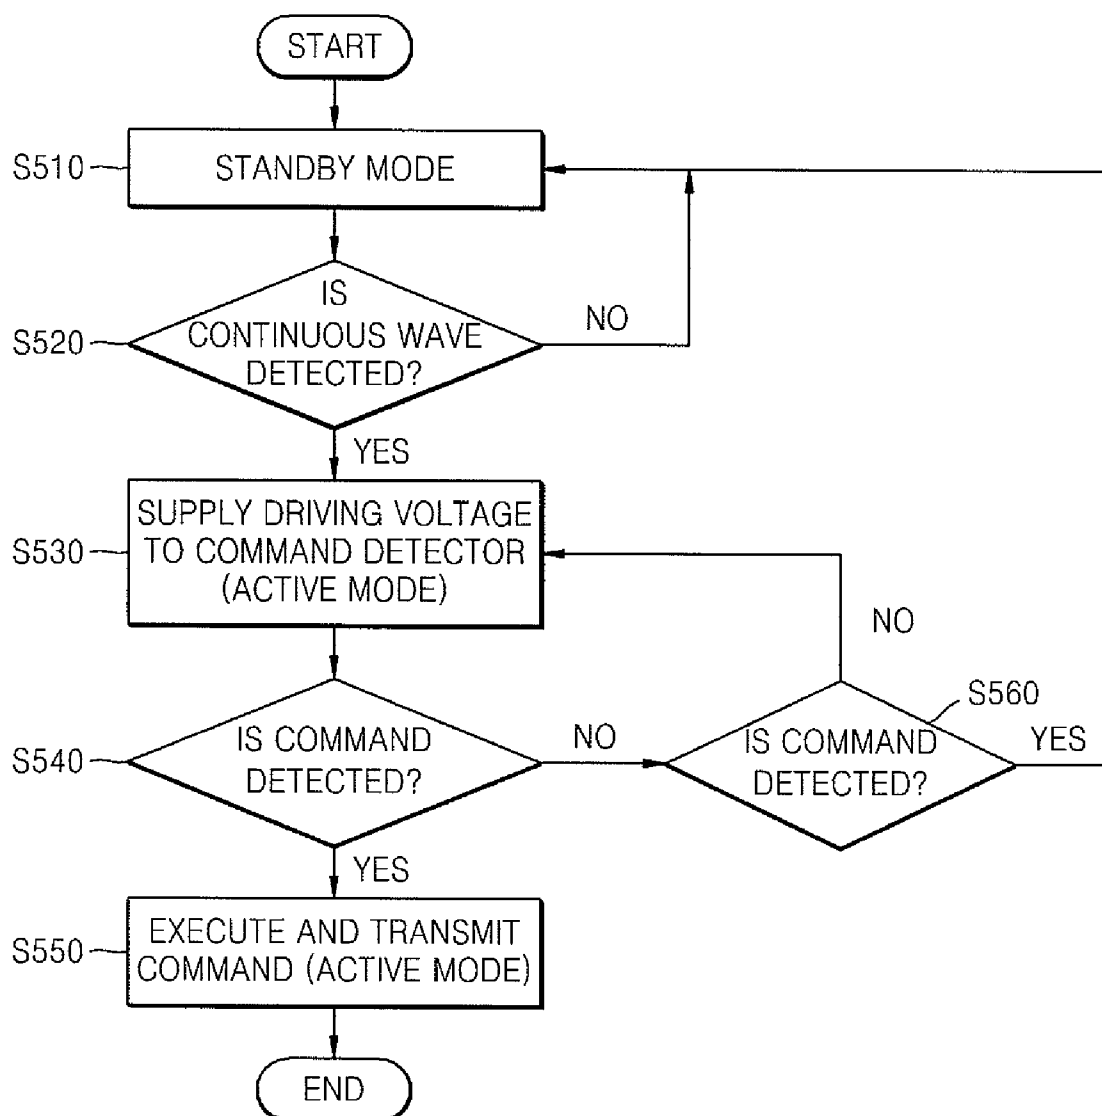 START
S510
STANDBY MODE
IS
CONTINUOUS WAVE
DETECTED?
S520
NO
YES
SUPPLY DRIVING VOLTAGE
TO COMMAND DETECTOR
(ACTIVE MODE)
S530
NO
S560
IS COMMAND
DETECTED?
S540
NO
IS COMMAND
DETECTED?
YES
YES
EXECUTE AND TRANSMIT
COMMAND (ACTIVE MODE)
S550
END